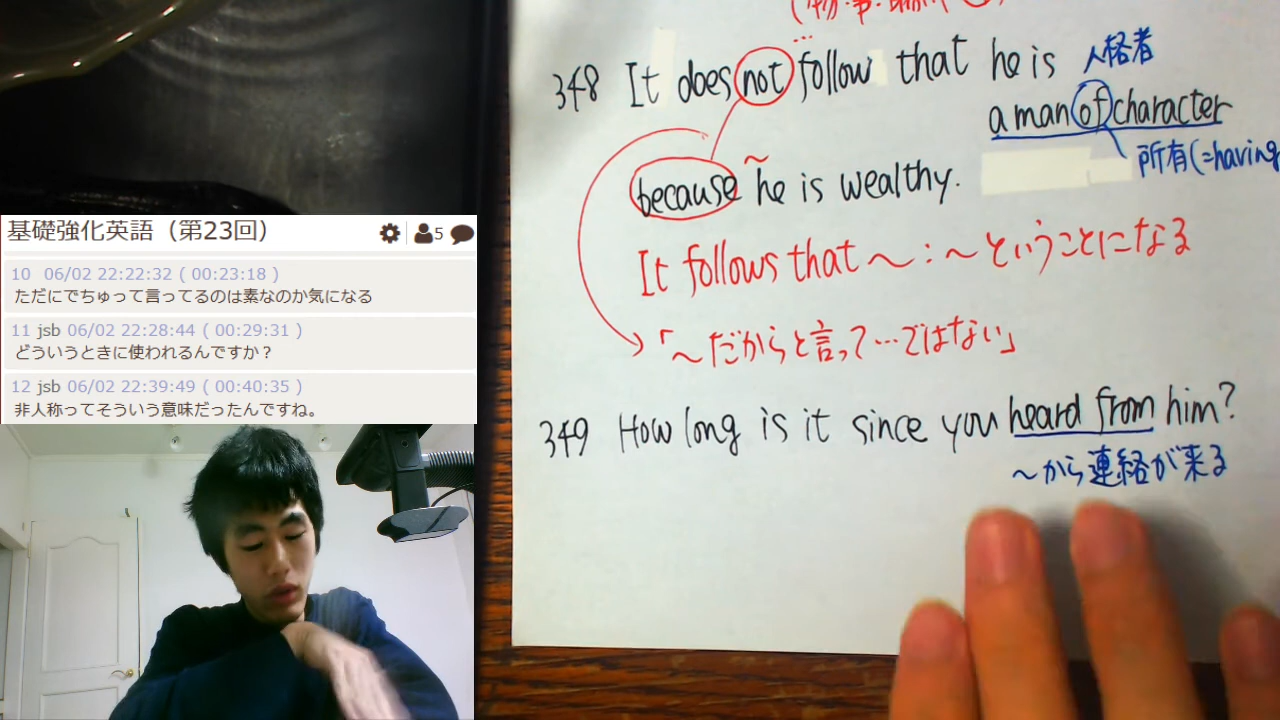 基礎強化英語（第23回）
5
10 06/02 22:22:32 ( 00:23:18 )
ただにでちゅって言ってるのは素なのか気になる
11 jsb 06/02 22:28:44 ( 00:29:31 )
どういうときに使われるんですか？
12 jsb 06/02 22:39:49 ( 00:40:35 )
非人称ってそういう意味だったんですね。
348 It does not follow that he is 人格者
a man of character
所有(=having
because he is wealthy.
It follows that 〜 : 〜ということになる
「〜だからと言って…ではない」
349 How long is it since you heard from him?
〜から連絡が来る